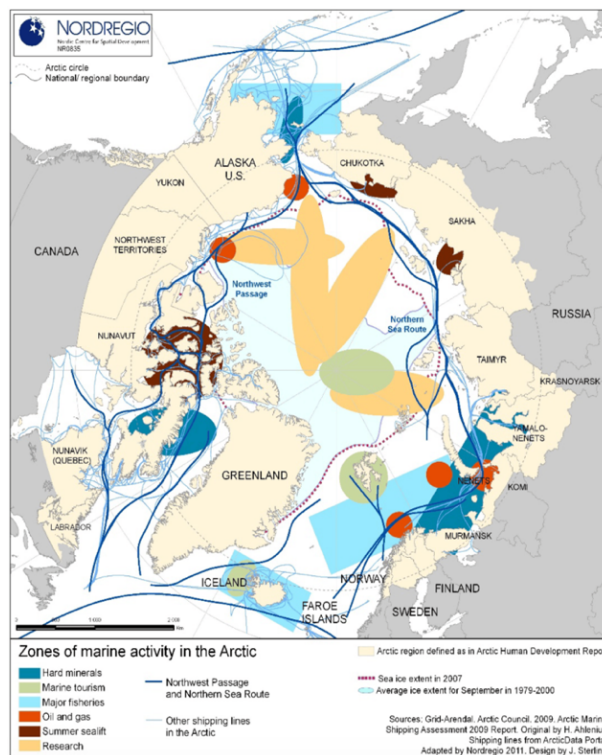 NORDREGIO
Nordic Centre for Spatial Development
NR0835
Arctic circle
National/ regional boundary
ALASKA
U.S.
CHUKOTKA
YUKON
SAKHA
CANADA
NORTHWEST
TERRITORIES
Northwest
Passage
Northern
Sea Route
RUSSIA
NUNAVUT
TAIMYR
KRASNOYARSK
YAMALO-
NENETS
NUNAVIK
(QUEBEC)
GREENLAND
NENETS
KOMI
LABRADOR
MURMANSK
ICELAND
NORWAY
FINLAND
FAROE
ISLANDS
SWEDEN
Zones of marine activity in the Arctic
Hard minerals
Marine tourism
Major fisheries
Oil and gas
Summer sealift
Research
Northwest Passage
and Northern Sea Route
Other shipping lines
in the Arctic
Arctic region defined as in Arctic Human Development Repo
Sea ice extent in 2007
Average ice extent for September in 1979-2000
Sources: Grid-Arendal. Arctic Council. 2009. Arctic Marin
Shipping Assessment 2009 Report. Original by H. Ahleniu
Shipping lines from ArcticData Porta
Adapted by Nordregio 2011. Design by J. Sterlin